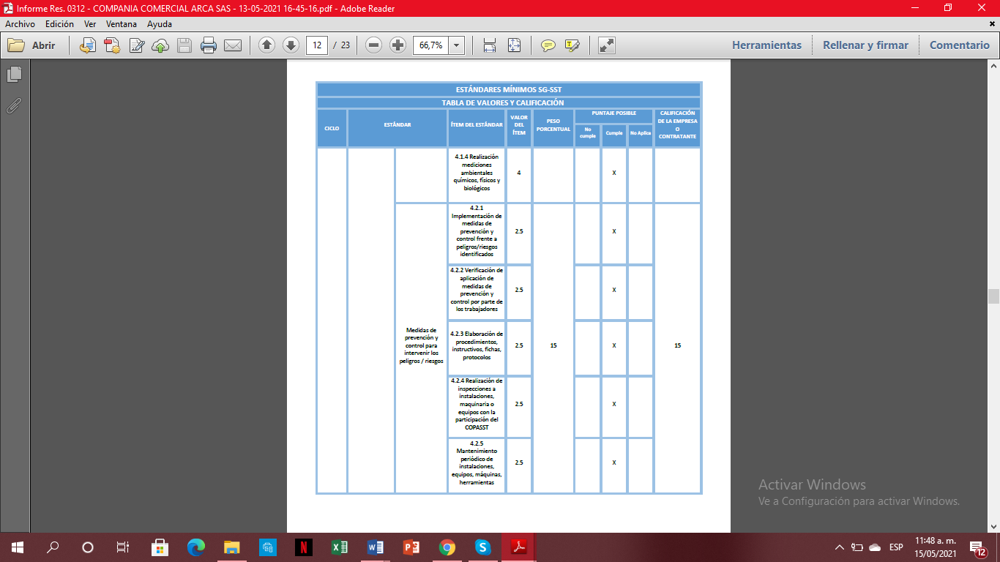 Informe Res. 0312 - COMPANIA COMERCIAL ARCA SAS - 13-05-2021 16-45-16.pdf - Adobe Reader
Archivo Edición Ver Ventana Ayuda
Abrir 12 / 23 66,7% Herramientas Rellenar y firmar Comentario
ESTÁNDARES MÍNIMOS SG-SST
TABLA DE VALORES Y CALIFICACIÓN
CICLO
ESTÁNDAR
ÍTEM DEL ESTÁNDAR
VALOR
DEL
ÍTEM
PESO
PORCENTUAL
PUNTAJE POSIBLE
No
cumple
Cumple
No Aplica
CALIFICACIÓN
DE LA EMPRESA
O
CONTRATANTE
4.1.4 Realización
mediciones
ambientales
químicos, físicos y
biológicos
4
X
Medidas de
prevención y
control para
intervenir los
peligros / riesgos
4.2.1
Implementación de
medidas de
prevención y
control frente a
peligros/riesgos
identificados
2.5
X
4.2.2 Verificación de
aplicación de
medidas de
prevención y
control por parte de
los trabajadores
2.5
X
4.2.3 Elaboración de
procedimientos,
instructivos, fichas,
protocolos
2.5
15
X
15
4.2.4 Realización de
inspecciones a
instalaciones,
maquinaria o
equipos con la
participación del
COPASST
2.5
X
4.2.5
Mantenimiento
periódico de
instalaciones,
equipos, máquinas,
herramientas
2.5
X
Activar Windows
Ve a Configuración para activar Windows.
ESP
11:48 a. m.
15/05/2021
12